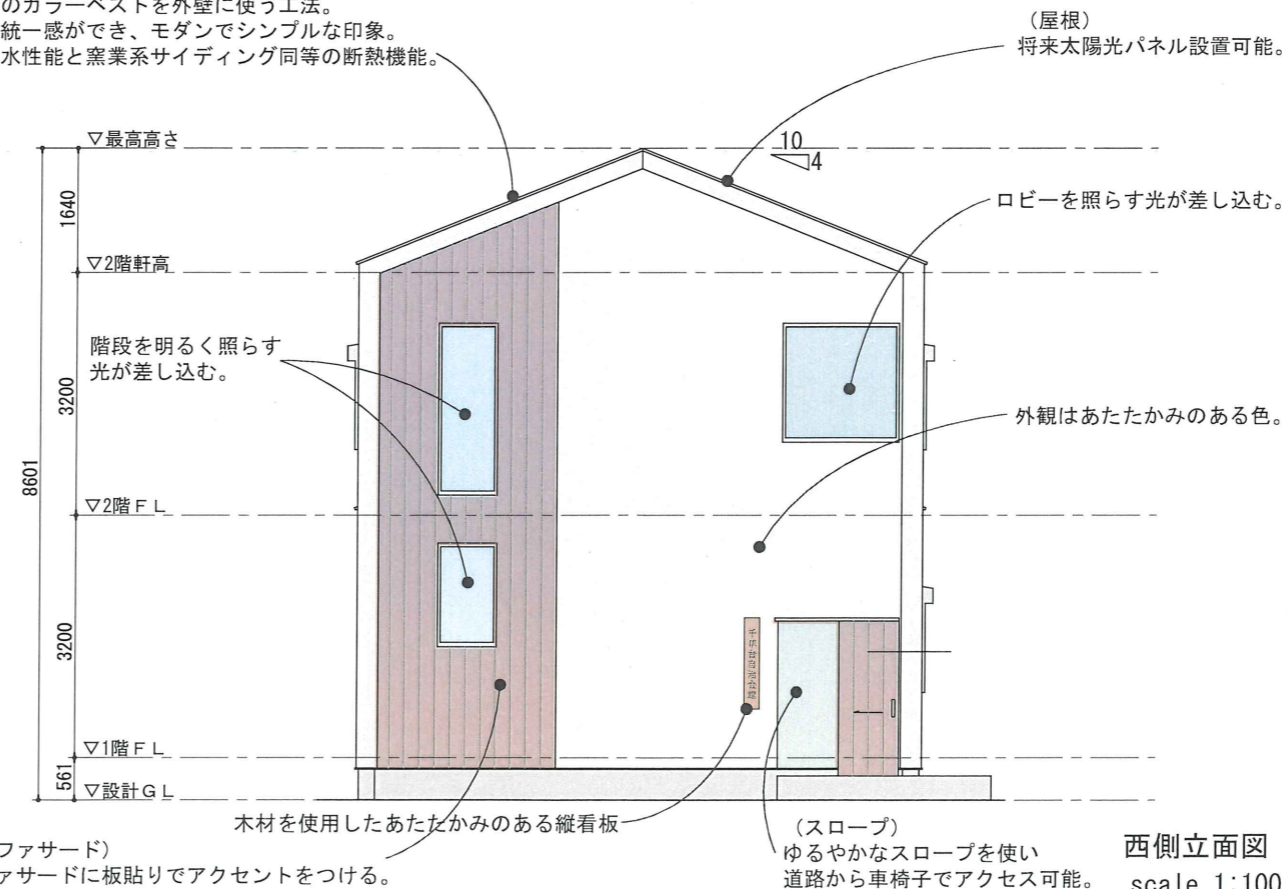 のカラーベストを外壁に使う工法。
統一感ができ、モダンでシンプルな印象。
水性能と窯業系サイディング同等の断熱機能。
（屋根）
将来太陽光パネル設置可能。
▽最高高さ
10
4
1640
ロビーを照らす光が差し込む。
▽2階軒高
階段を明るく照らす
光が差し込む。
3200
外観はあたたかみのある色。
8601
▽2階ＦＬ
3200
▽1階ＦＬ
561
▽設計ＧＬ
木材を使用したあたたかみのある縦看板
ファサード）
ァサードに板貼りでアクセントをつける。
（スロープ）
ゆるやかなスロープを使い
道路から車椅子でアクセス可能。
西側立面図
scale 1:100